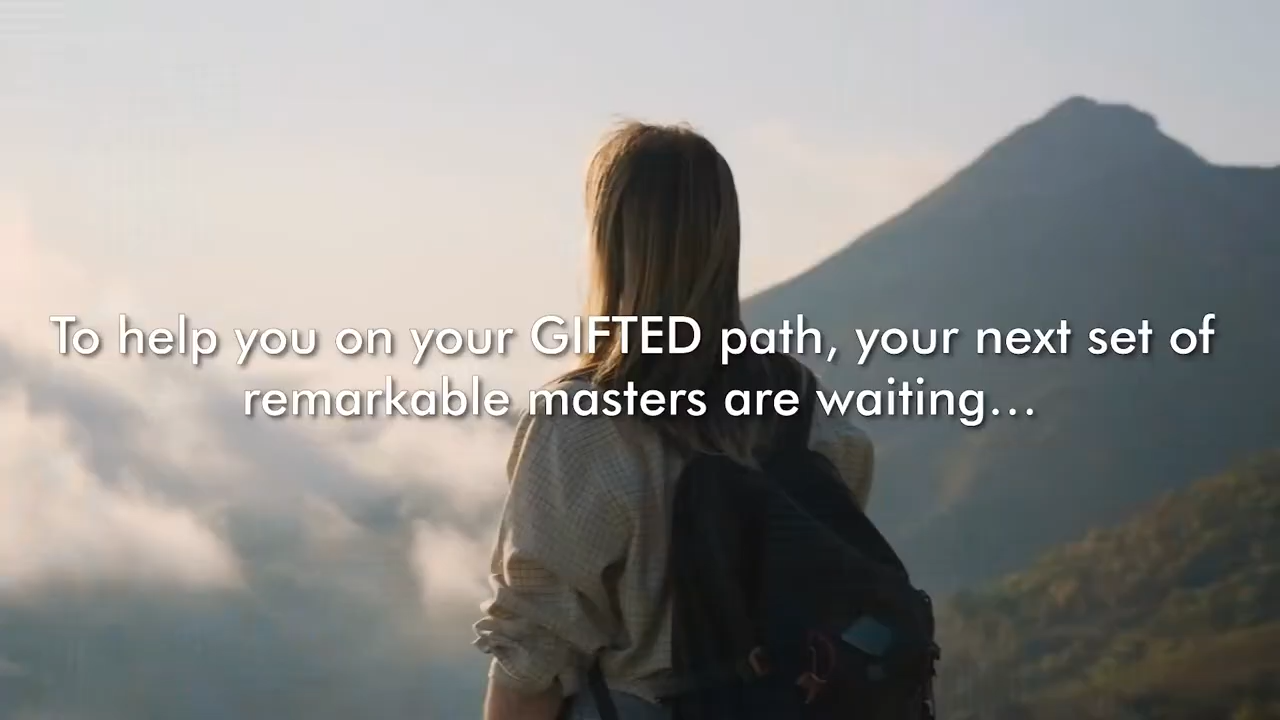 To help you on your GIFTED path, your next set of
remarkable masters are waiting...